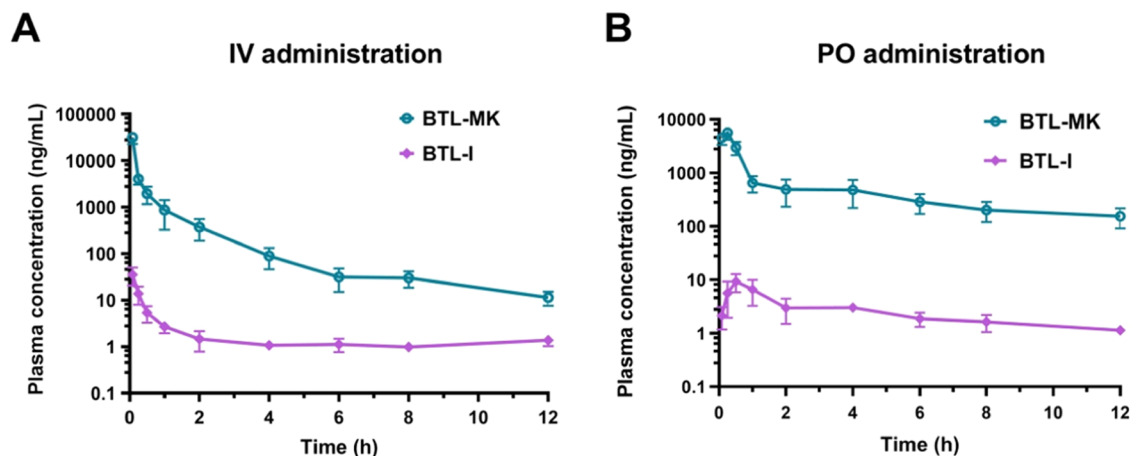 A
IV administration
Plasma concentration (ng/mL)
100000
10000
1000
100
10
1
0.1
BTL-MK
BTL-I
0 2 4 6 8 10 12
Time (h)
B
PO administration
Plasma concentration (ng/mL)
10000
1000
100
10
1
0.1
BTL-MK
BTL-I
0 2 4 6 8 10 12
Time (h)